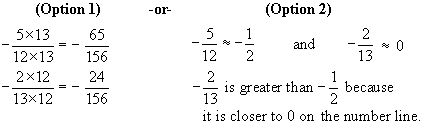 (Option 1) -or- (Option 2)
-5×13/12×13 = -65/156
-2×12/13×12 = -24/156
-5/12 ≈ -1/2 and -2/13 ≈ 0
-2/13 is greater than -1/2 because
it is closer to 0 on the number line.